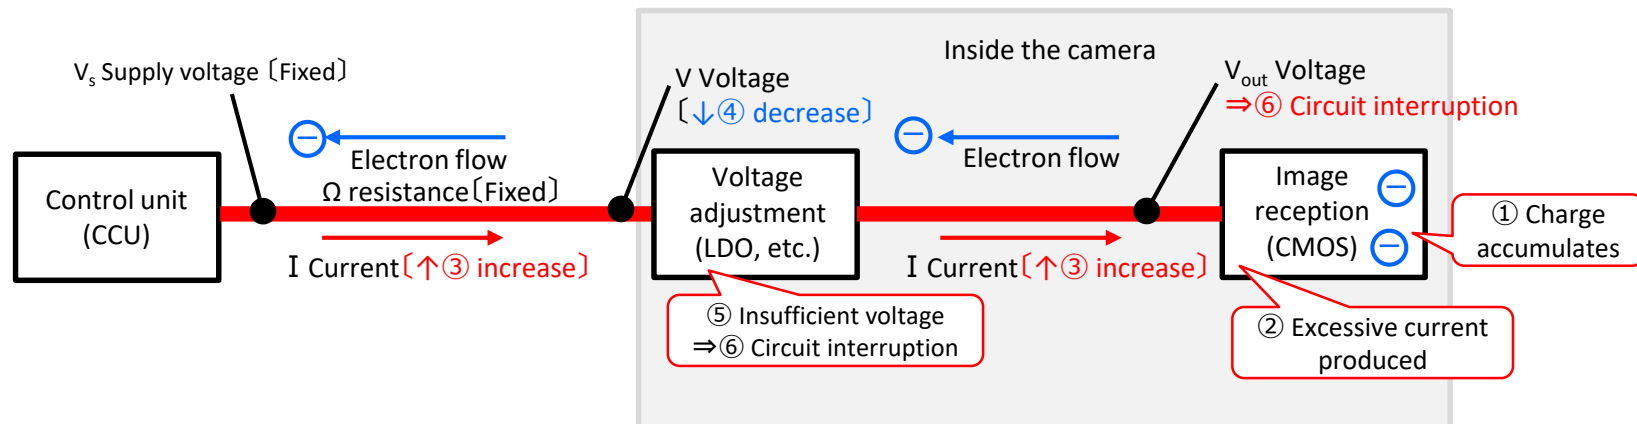 Inside the camera
Vs Supply voltage〔Fixed〕
V Voltage
〔↓④ decrease〕
Vout Voltage
⇒⑥ Circuit interruption
Electron flow
Ω resistance〔Fixed〕
Electron flow
Control unit
(CCU)
Voltage
adjustment
(LDO, etc.)
Image
reception
(CMOS)
① Charge
accumulates
I Current〔↑③ increase〕
I Current〔↑③ increase〕
⑤ Insufficient voltage
⇒⑥ Circuit interruption
② Excessive current
produced